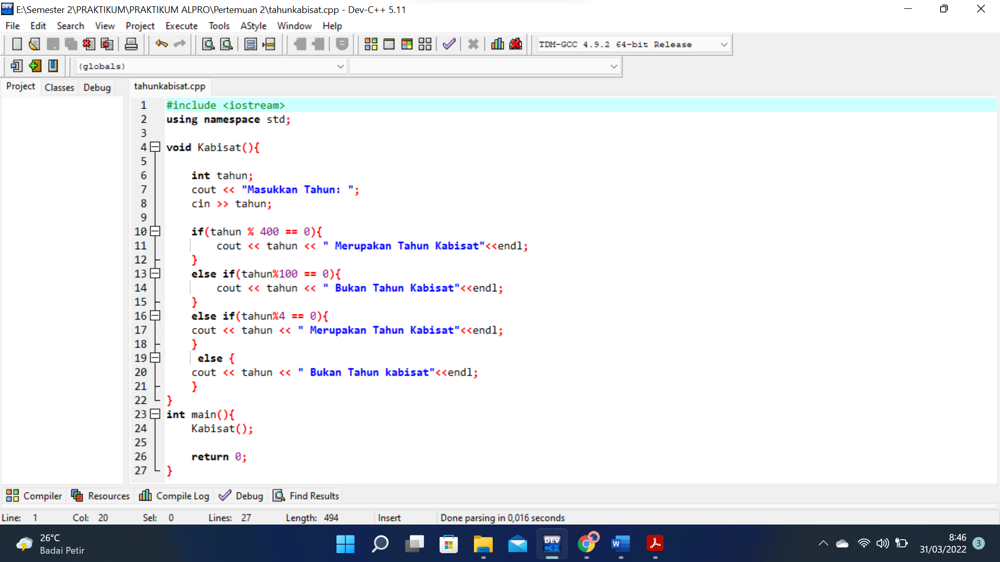 E:\Semester 2\PRAKTIKUM\PRAKTIKUM ALPRO\Pertemuan 2\tahunkabisat.cpp - Dev-C++ 5.11
File Edit Search View Project Execute Tools AStyle Window Help
TDM-GCC 4.9.2 64-bit Release
(globals)
Project Classes Debug tahunkabisat.cpp
1 #include <iostream>
2 using namespace std;
3
4 void Kabisat(){
5
6 int tahun;
7 cout << "Masukkan Tahun: ";
8 cin >> tahun;
9
10 if(tahun % 400 == 0){
11 cout << tahun << " Merupakan Tahun Kabisat"<<endl;
12 }
13 else if(tahun%100 == 0){
14 cout << tahun << " Bukan Tahun Kabisat"<<endl;
15 }
16 else if(tahun%4 == 0){
17 cout << tahun << " Merupakan Tahun Kabisat"<<endl;
18 }
19 else {
20 cout << tahun << " Bukan Tahun kabisat"<<endl;
21 }
22 }
23 int main(){
24 Kabisat();
25
26 return 0;
27 }
Compiler Resources Compile Log Debug Find Results
Line: 1 Col: 20 Sel: 0 Lines: 27 Length: 494 Insert Done parsing in 0,016 seconds
26°C
Badai Petir
DEV
C++
W
8:46
31/03/2022
3